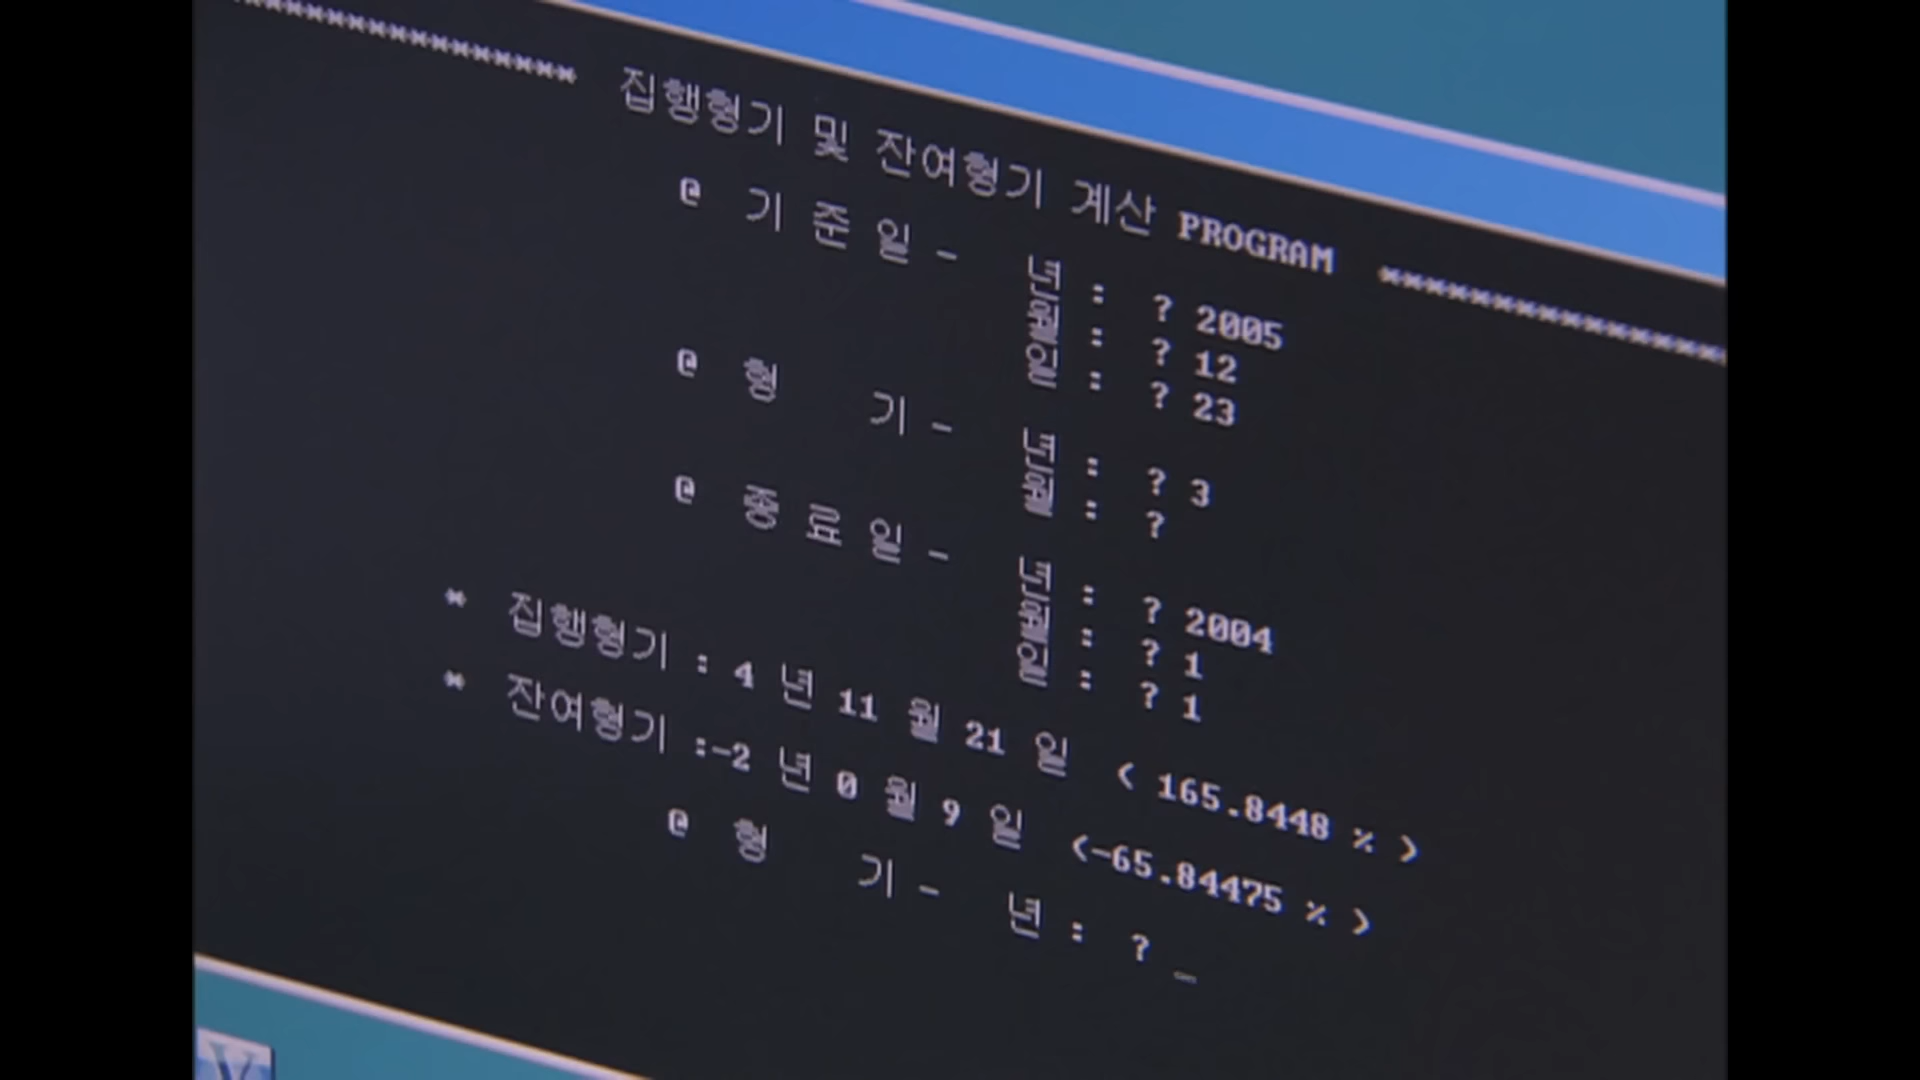 **************** 집행형기 및 잔여형기 계산 PROGRAM ****************
@ 기 준 일 - 년 : ? 2005
월 : ? 12
일 : ? 23
@ 형 기 - 년 : ? 3
월 : ?
@ 종 료 일 - 년 : ? 2004
월 : ? 1
일 : ? 1
* 집행형기 : 4 년 11 월 21 일 < 165.8448 % >
* 잔여형기 :-2 년 0 월 9 일 <-65.84475 % >
@ 형 기 - 년 : ? _